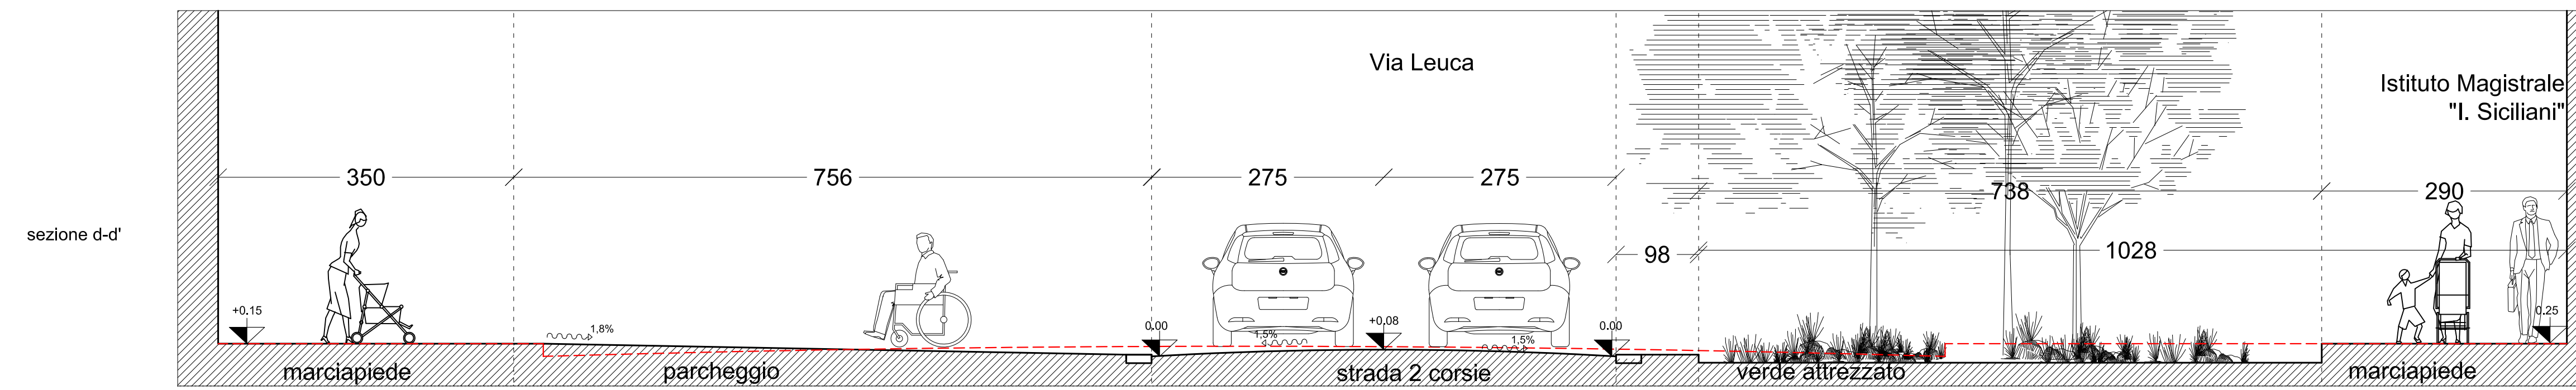 Via Leuca
Istituto Magistrale
"I. Siciliani"
350
756
275
275
738
290
sezione d-d'
98
1028
+0.15
1,8%
0.00
1,5%
+0.08
1,5%
0.00
0.25
marciapiede
parcheggio
strada 2 corsie
verde attrezzato
marciapiede